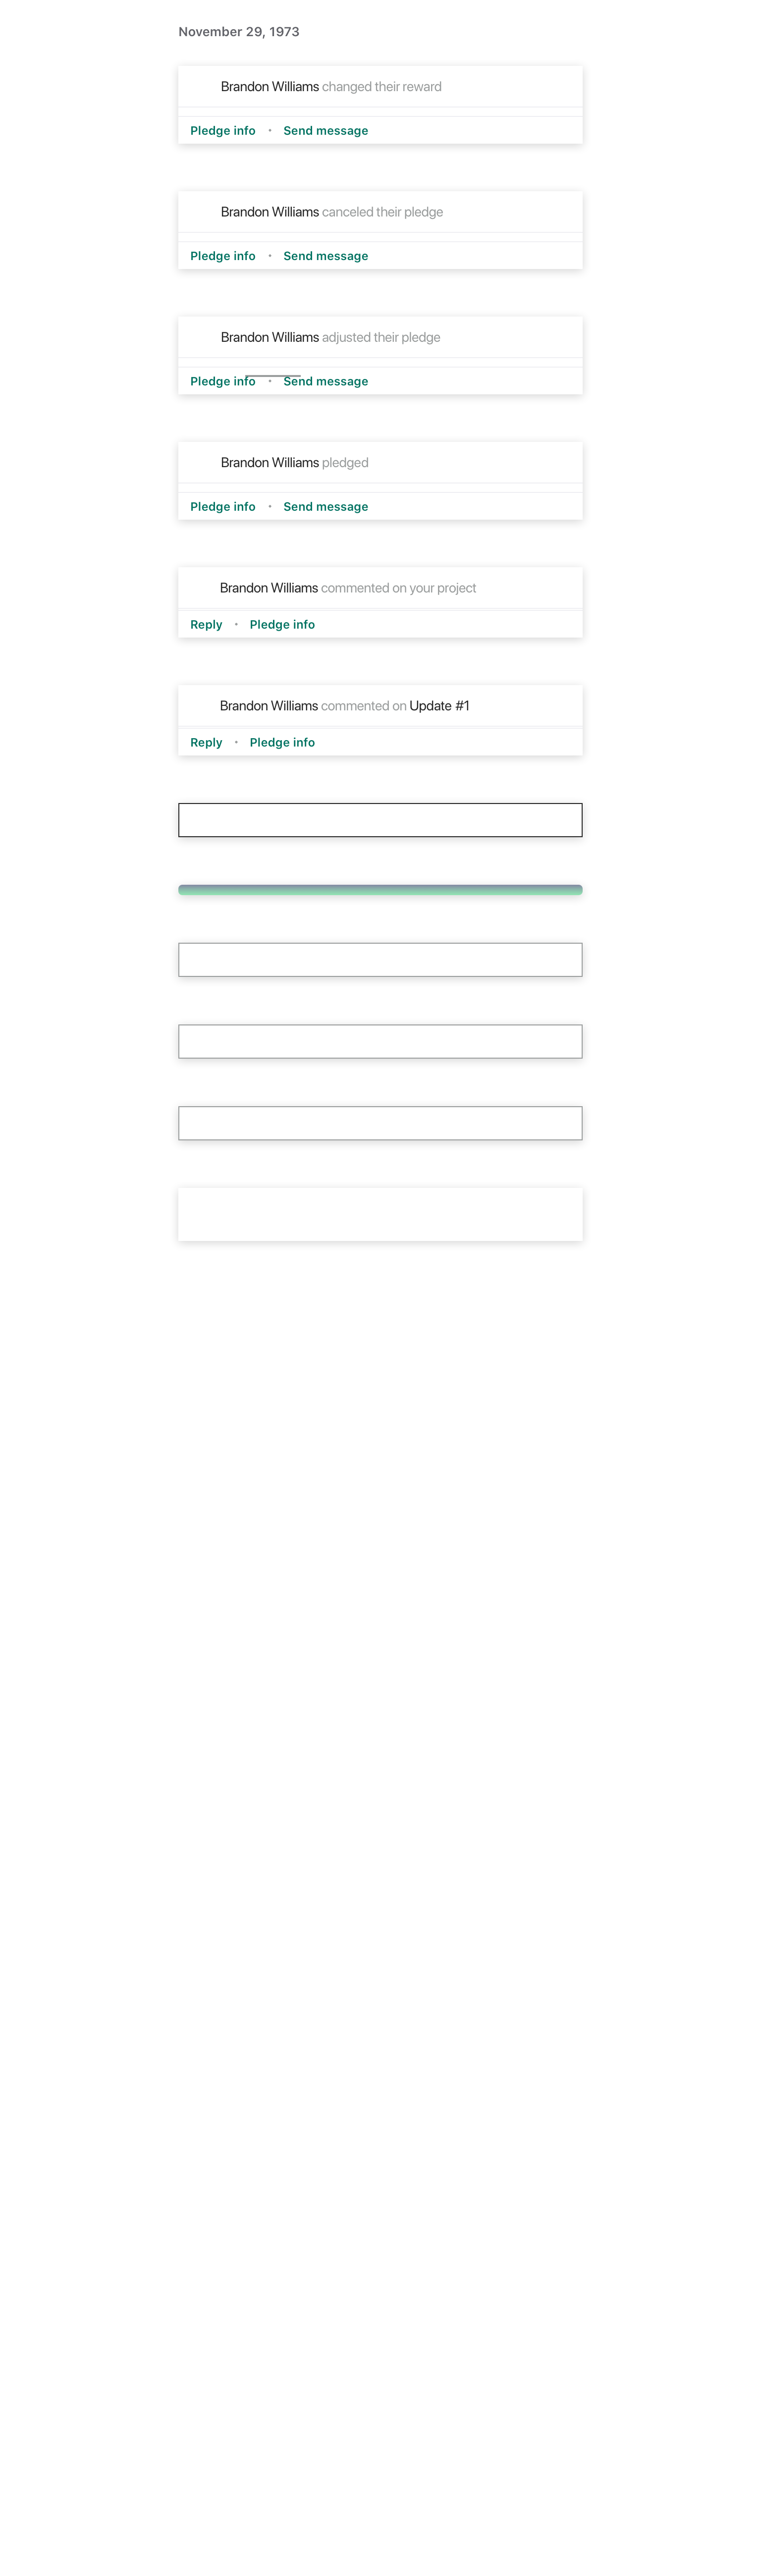 November 29, 1973
Brandon Williams changed their reward
Pledge info • Send message
Brandon Williams canceled their pledge
Pledge info • Send message
Brandon Williams adjusted their pledge
Pledge info • Send message
Brandon Williams pledged
Pledge info • Send message
Brandon Williams commented on your project
Reply • Pledge info
Brandon Williams commented on Update #1
Reply • Pledge info